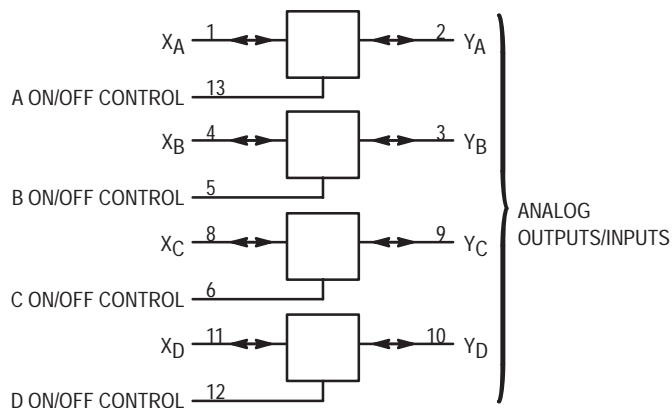 XA 1 2 YA
A ON/OFF CONTROL 13
XB 4 3 YB
B ON/OFF CONTROL 5
XC 8 9 YC
ANALOG
OUTPUTS/INPUTS
C ON/OFF CONTROL 6
XD 11 10 YD
D ON/OFF CONTROL 12